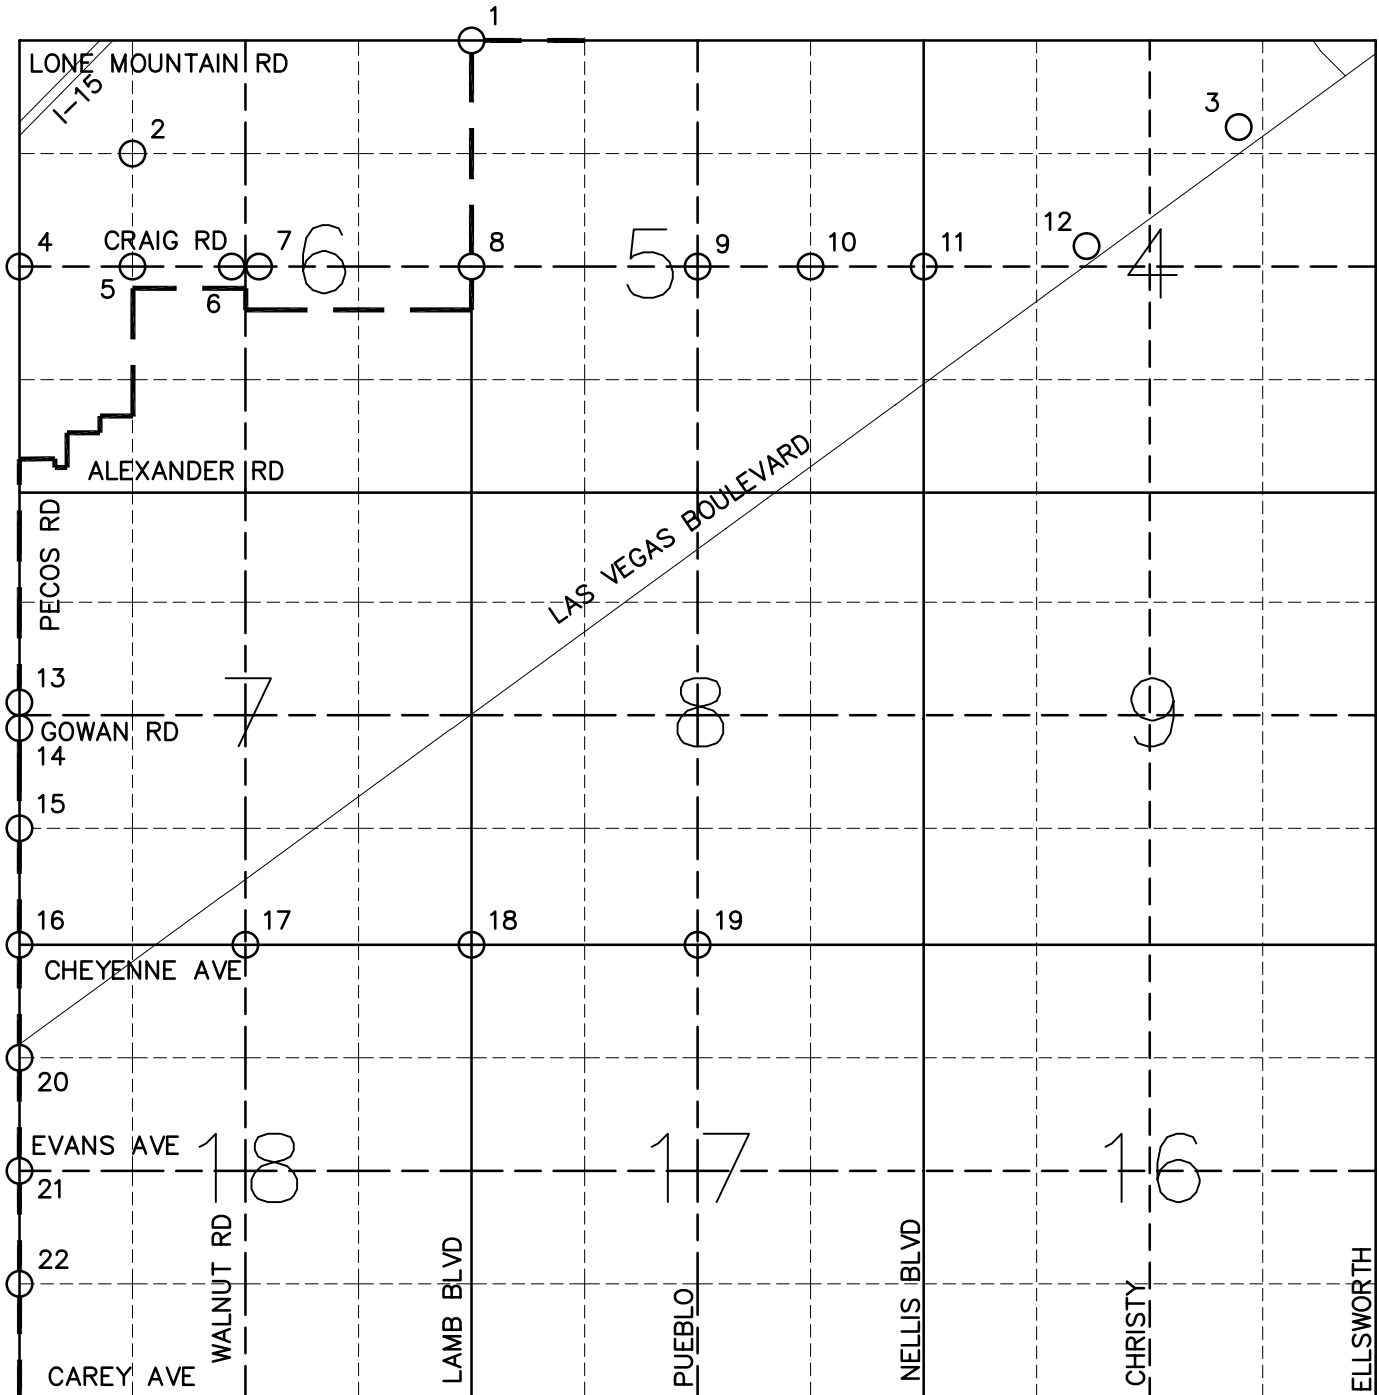 1
LONE MOUNTAIN RD
I-15
2
3
4
CRAIG RD
7
6
8
5
9
10
11
12
4
5
6
ALEXANDER RD
PECOS RD
LAS VEGAS BOULEVARD
13
7
8
9
GOWAN RD
14
15
16
17
18
19
CHEYENNE AVE
20
EVANS AVE
18
17
16
21
22
WALNUT RD
LAMB BLVD
PUEBLO
NELLIS BLVD
CHRISTY
ELLSWORTH
CAREY AVE